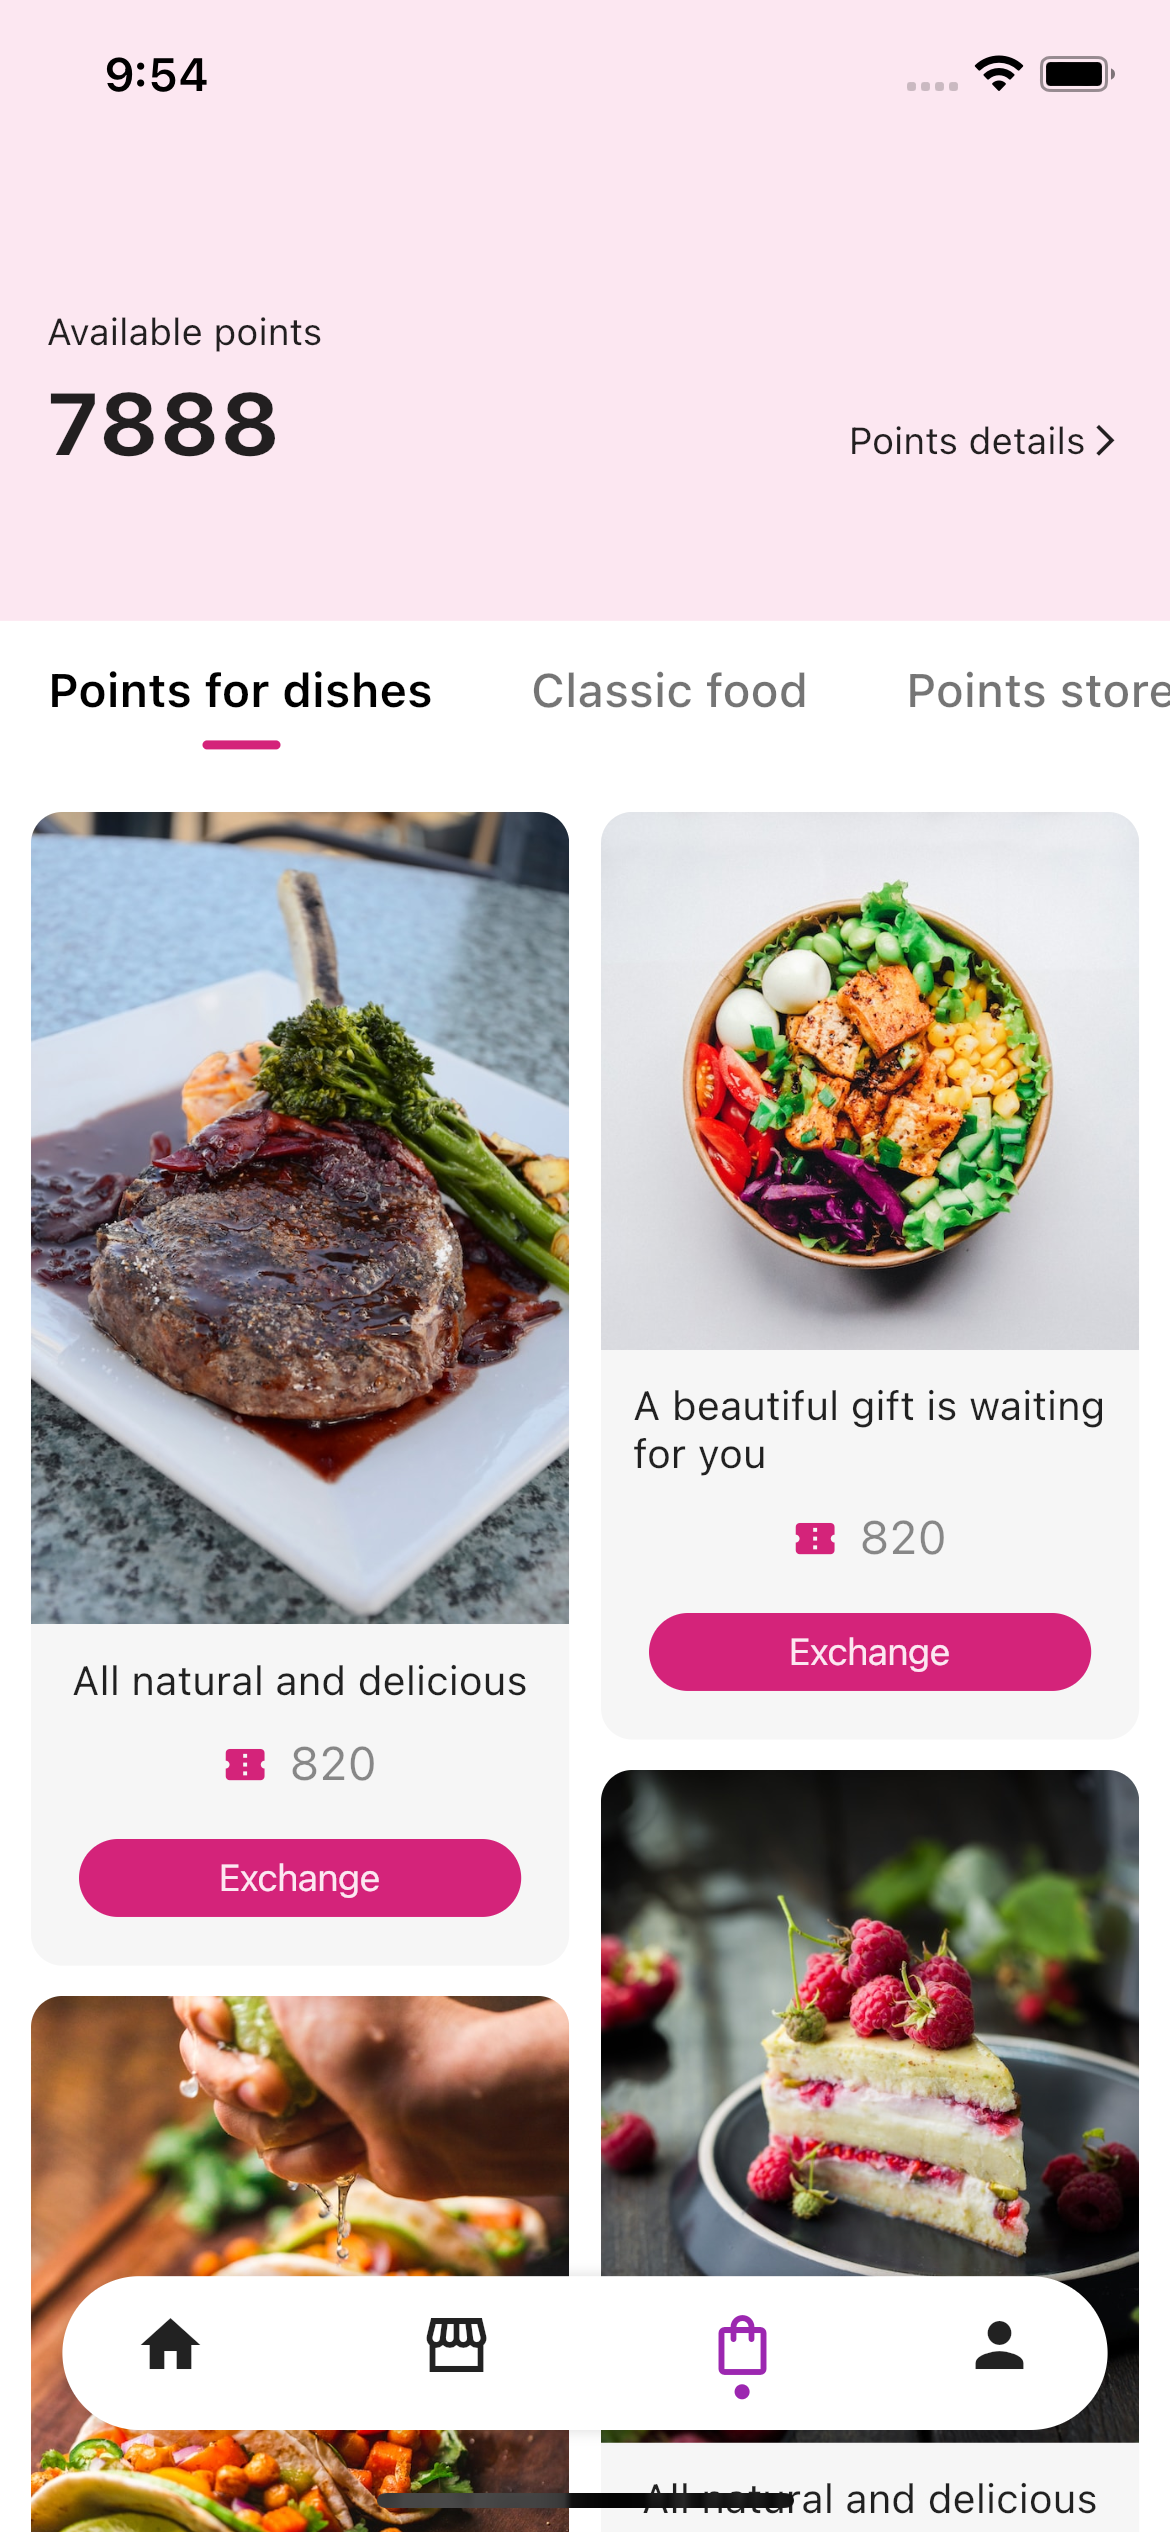 9:54
Available points
7888
Points details
Points for dishes
Classic food
Points store
A beautiful gift is waiting
for you
820
Exchange
All natural and delicious
820
Exchange
All natural and delicious